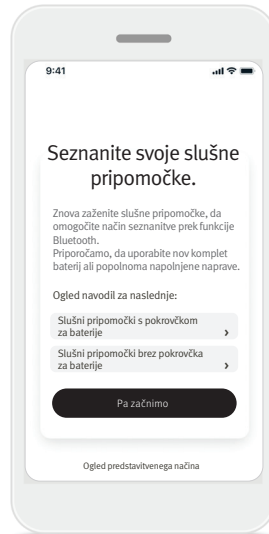 9:41
Seznanite svoje slušne
pripomočke.
Znova zaženite slušne pripomočke, da
omogočite način seznanitve prek funkcije
Bluetooth.
Priporočamo, da uporabite nov komplet
baterij ali popolnoma napolnjene naprave.
Ogled navodil za naslednje:
Slušni pripomočki s pokrovčkom
za baterije
Slušni pripomočki brez pokrovčka
za baterije
Pa začnimo
Ogled predstavitvenega načina